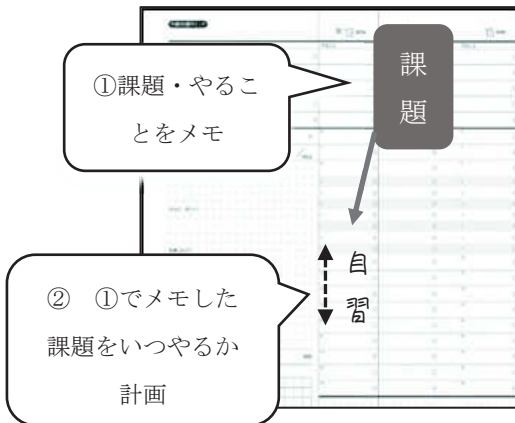 ①課題・やるこ
とをメモ
課
題
自
習
② ①でメモした
課題をいつやるか
計画